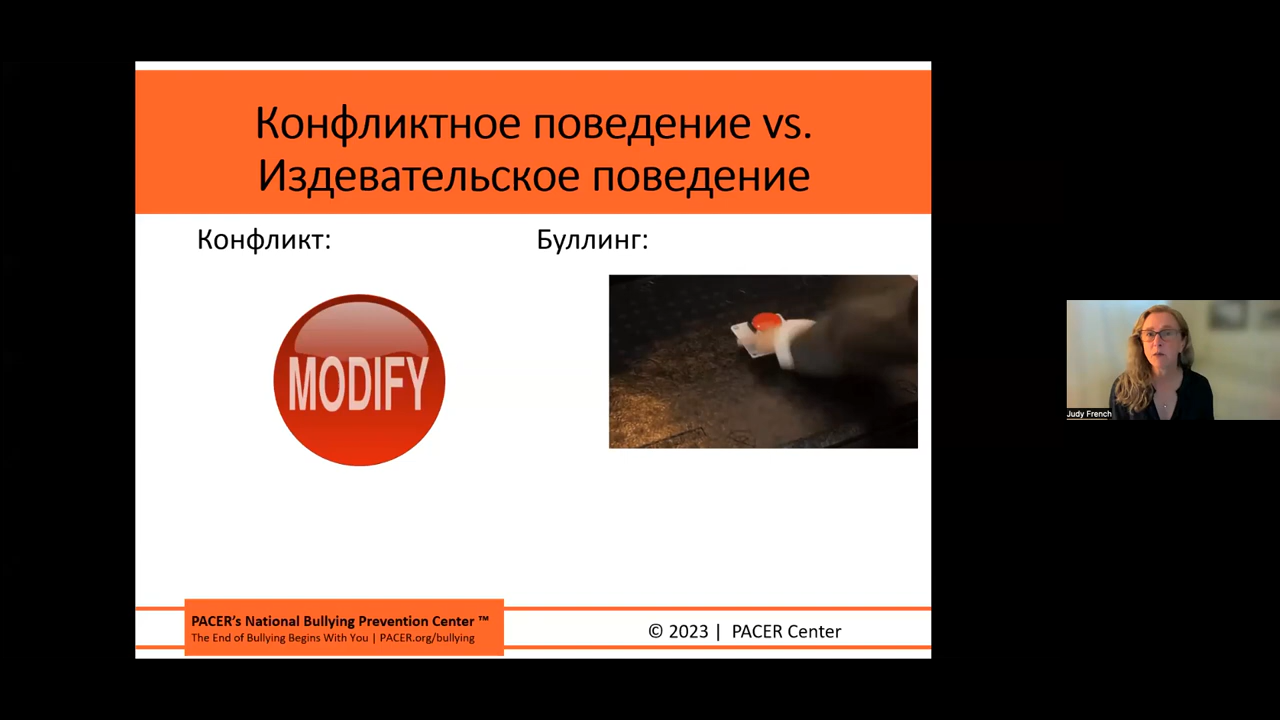 Конфликтное поведение vs.
Издевательское поведение
Конфликт:
Буллинг:
MODIFY
Judy French
PACER’s National Bullying Prevention Center ™
The End of Bullying Begins With You | PACER.org/bullying
© 2023 | PACER Center